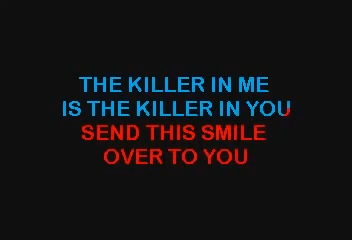 THE KILLER IN ME
IS THE KILLER IN YOU
SEND THIS SMILE
OVER TO YOU